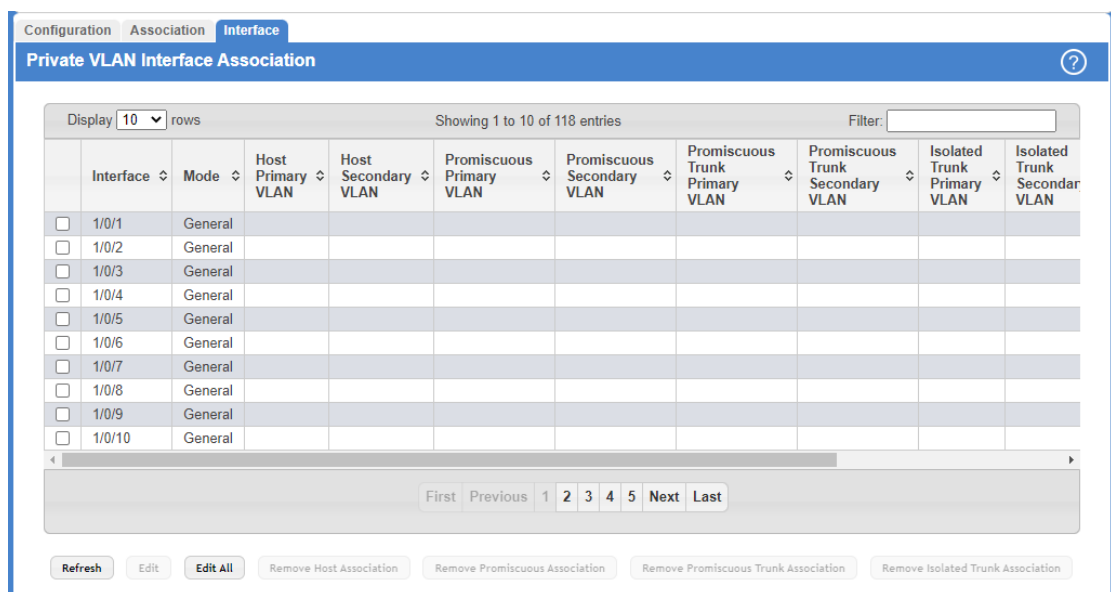 Configuration Association Interface
Private VLAN Interface Association
?
Display 10 rows Showing 1 to 10 of 118 entries Filter:
Interface Mode Host Primary VLAN Host Secondary VLAN Promiscuous Primary VLAN Promiscuous Secondary VLAN Promiscuous Trunk Primary VLAN Promiscuous Trunk Secondary VLAN Isolated Trunk Primary VLAN Isolated Trunk Secondar VLAN
1/0/1 General
1/0/2 General
1/0/3 General
1/0/4 General
1/0/5 General
1/0/6 General
1/0/7 General
1/0/8 General
1/0/9 General
1/0/10 General
First Previous 1 2 3 4 5 Next Last
Refresh Edit Edit All Remove Host Association Remove Promiscuous Association Remove Promiscuous Trunk Association Remove Isolated Trunk Association